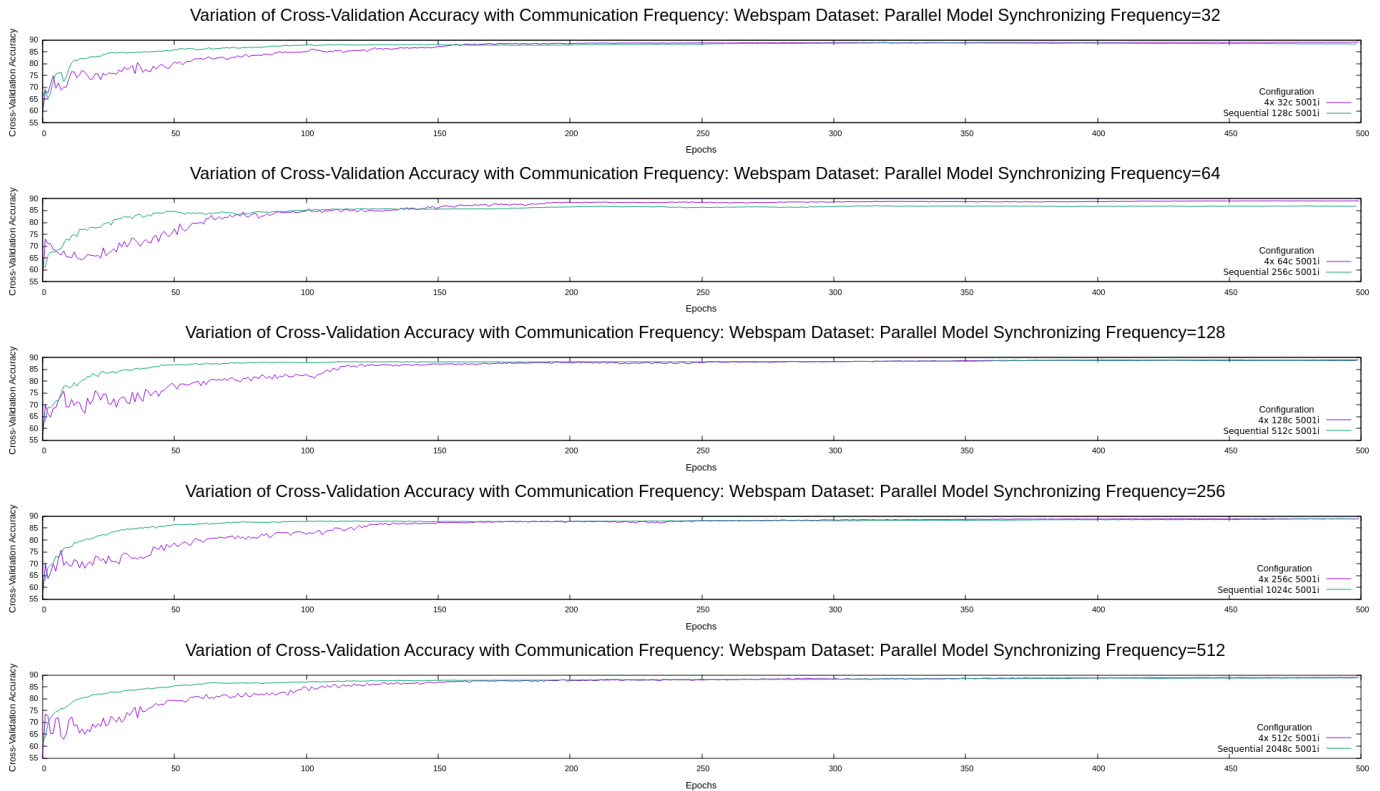 Variation of Cross-Validation Accuracy with Communication Frequency: Webspam Dataset: Parallel Model Synchronizing Frequency=32
Cross-Validation Accuracy
90
85
80
75
70
65
60
55
Configuration
4x 32c 5001i
Sequential 128c 5001i
0 50 100 150 200 250 300 350 400 450 500
Epochs
Variation of Cross-Validation Accuracy with Communication Frequency: Webspam Dataset: Parallel Model Synchronizing Frequency=64
Cross-Validation Accuracy
90
85
80
75
70
65
60
55
Configuration
4x 64c 5001i
Sequential 256c 5001i
0 50 100 150 200 250 300 350 400 450 500
Epochs
Variation of Cross-Validation Accuracy with Communication Frequency: Webspam Dataset: Parallel Model Synchronizing Frequency=128
Cross-Validation Accuracy
90
85
80
75
70
65
60
55
Configuration
4x 128c 5001i
Sequential 512c 5001i
0 50 100 150 200 250 300 350 400 450 500
Epochs
Variation of Cross-Validation Accuracy with Communication Frequency: Webspam Dataset: Parallel Model Synchronizing Frequency=256
Cross-Validation Accuracy
90
85
80
75
70
65
60
55
Configuration
4x 256c 5001i
Sequential 1024c 5001i
0 50 100 150 200 250 300 350 400 450 500
Epochs
Variation of Cross-Validation Accuracy with Communication Frequency: Webspam Dataset: Parallel Model Synchronizing Frequency=512
Cross-Validation Accuracy
90
85
80
75
70
65
60
55
Configuration
4x 512c 5001i
Sequential 2048c 5001i
0 50 100 150 200 250 300 350 400 450 500
Epochs